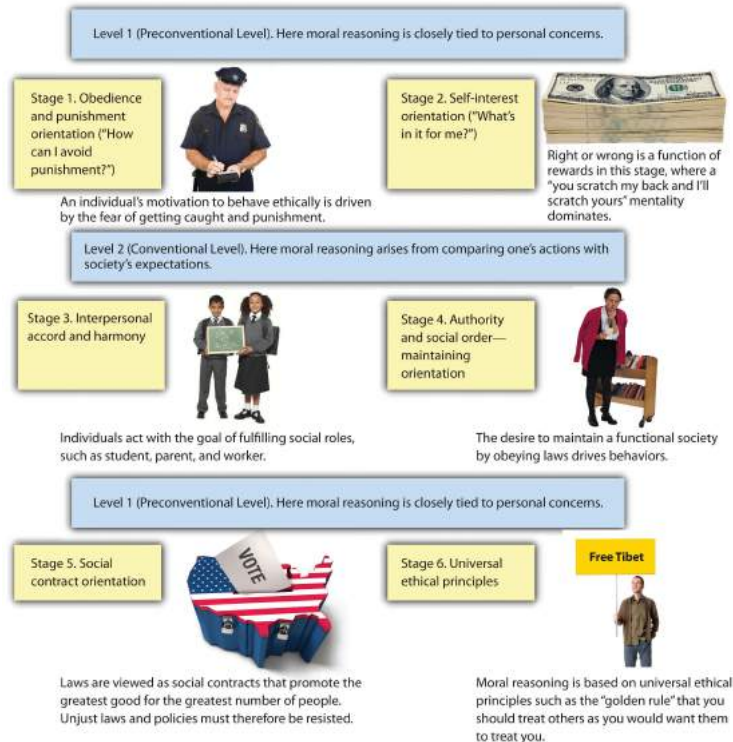 Level 1 (Preconventional Level). Here moral reasoning is closely tied to personal concerns.
Stage 1. Obedience
and punishment
orientation ("How
can I avoid
punishment?")
An individual's motivation to behave ethically is driven
by the fear of getting caught and punishment.
Stage 2. Self-interest
orientation ("What's
in it for me?")
Right or wrong is a function of
rewards in this stage, where a
"you scratch my back and I'll
scratch yours" mentality
dominates.
Level 2 (Conventional Level). Here moral reasoning arises from comparing one's actions with
society's expectations.
Stage 3. Interpersonal
accord and harmony
Individuals act with the goal of fulfilling social roles,
such as student, parent, and worker.
Stage 4. Authority
and social order—
maintaining
orientation
The desire to maintain a functional society
by obeying laws drives behaviors.
Level 1 (Preconventional Level). Here moral reasoning is closely tied to personal concerns.
Stage 5. Social
contract orientation
VOTE
Laws are viewed as social contracts that promote the
greatest good for the greatest number of people.
Unjust laws and policies must therefore be resisted.
Stage 6. Universal
ethical principles
Free Tibet
Moral reasoning is based on universal ethical
principles such as the "golden rule" that you
should treat others as you would want them
to treat you.